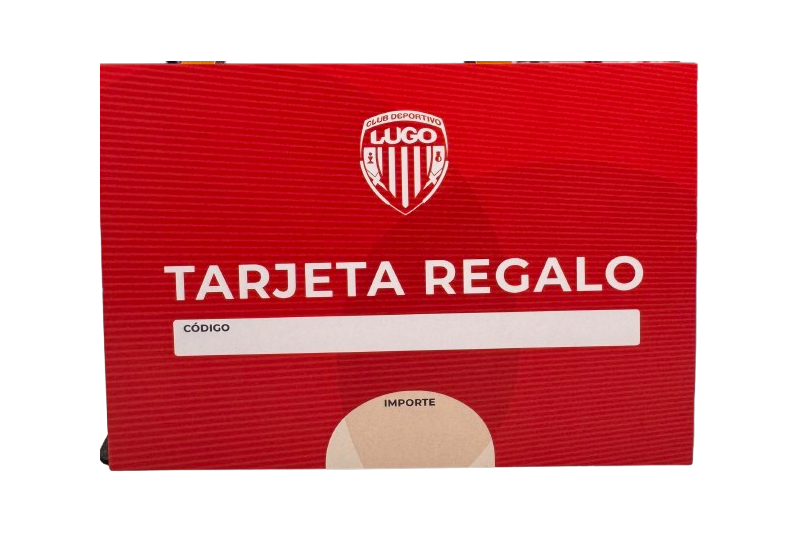 CLUB DEPORTIVO
LUGO
TARJETA REGALO
CÓDIGO
IMPORTE